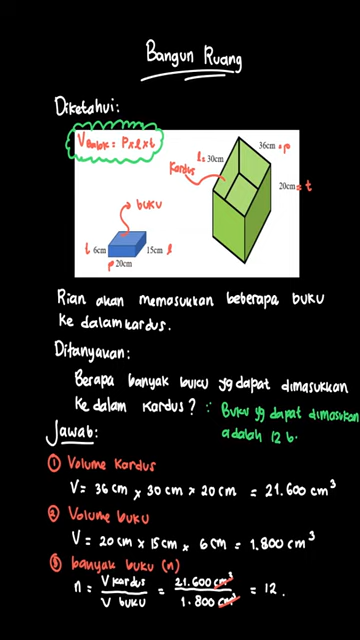 Bangun Ruang
Diketahui:
V balok = P x l x t
l = 30cm
36cm = p
Kardus
20cm = t
BUKU
t 6cm
15cm l
p 20cm
Rian akan memasukkan beberapa buku
Ke dalam kardus.
Ditanyakan:
Berapa banyak buku yg dapat dimasukkan
Ke dalam Kardus? ∵ Buku yg dapat dimasukan
adalah 12 b
Jawab:
① Volume Kardus
V = 36 cm x 30 cm x 20 cm = 21.600 cm³
② Volume buku
V = 20 cm x 15 cm x 6 cm = 1.800 cm³
③ banyak buku (n)
n = V kardus / V buku = 21.600 cm³ / 1.800 cm³ = 12.